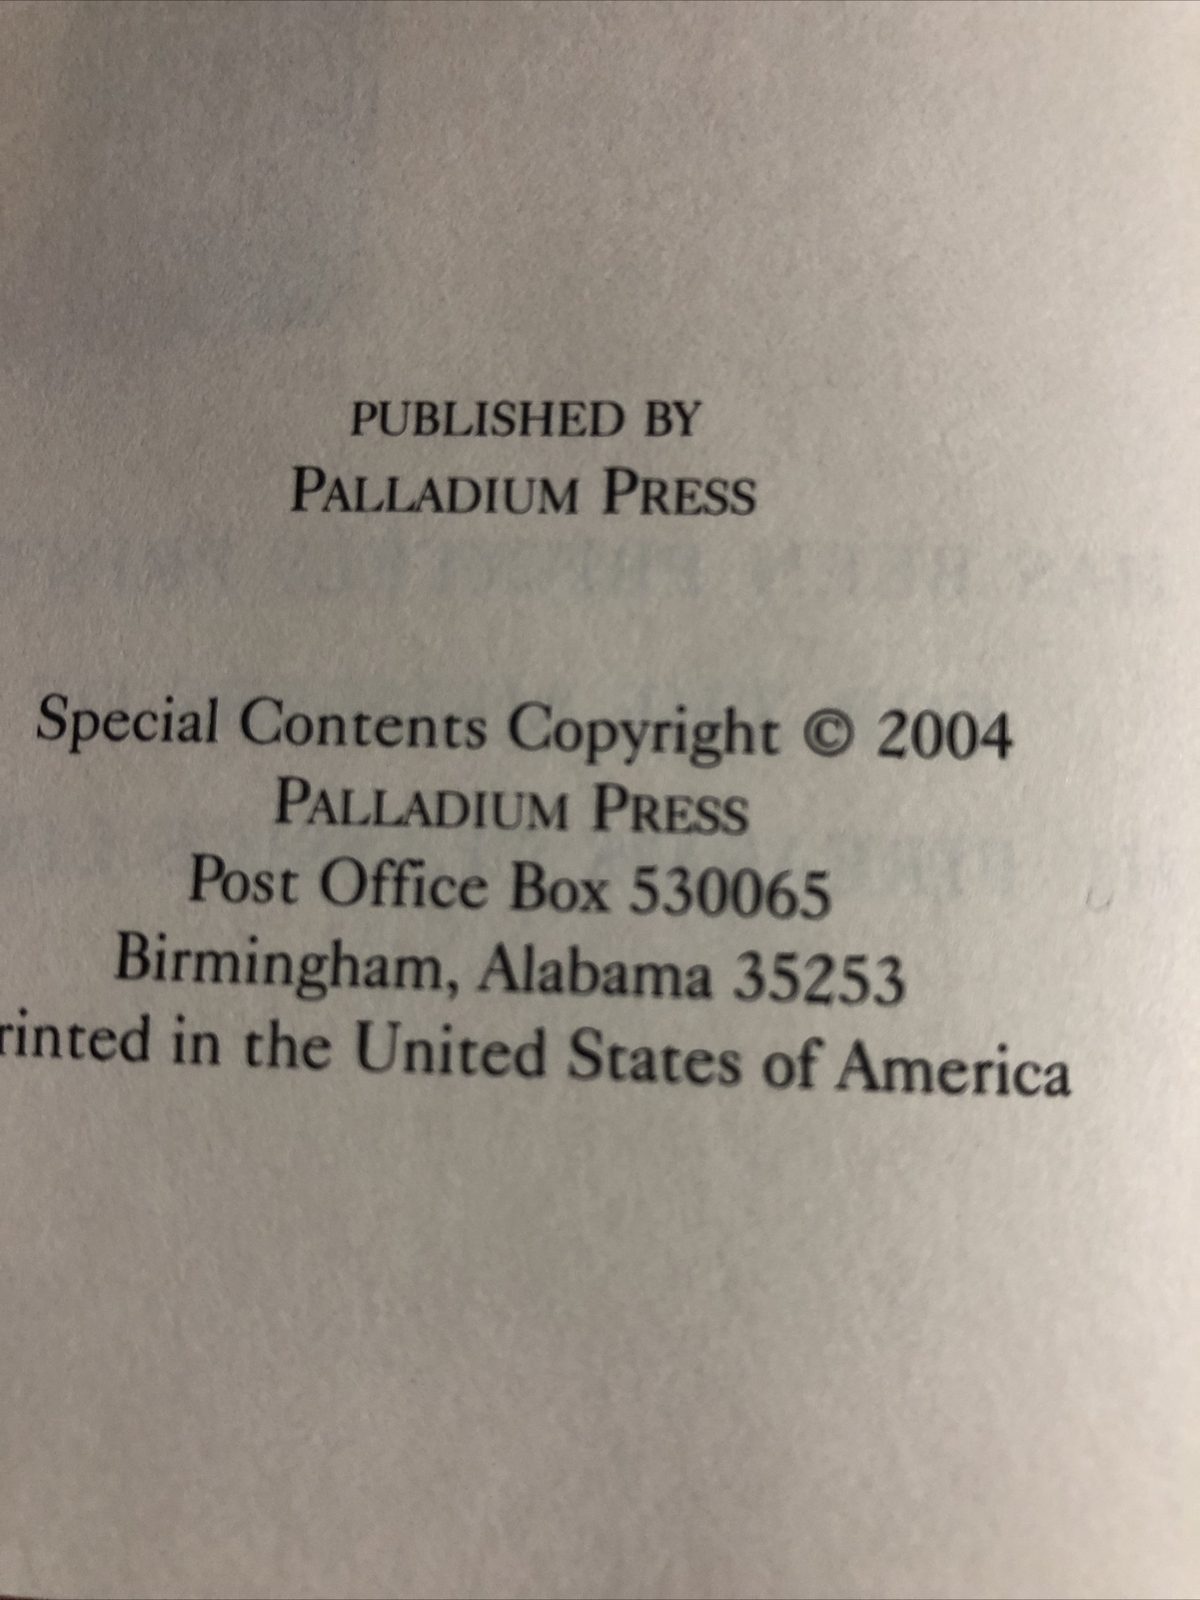 PUBLISHED BY
PALLADIUM PRESS
Special Contents Copyright © 2004
PALLADIUM PRESS
Post Office Box 530065
Birmingham, Alabama 35253
rinted in the United States of America